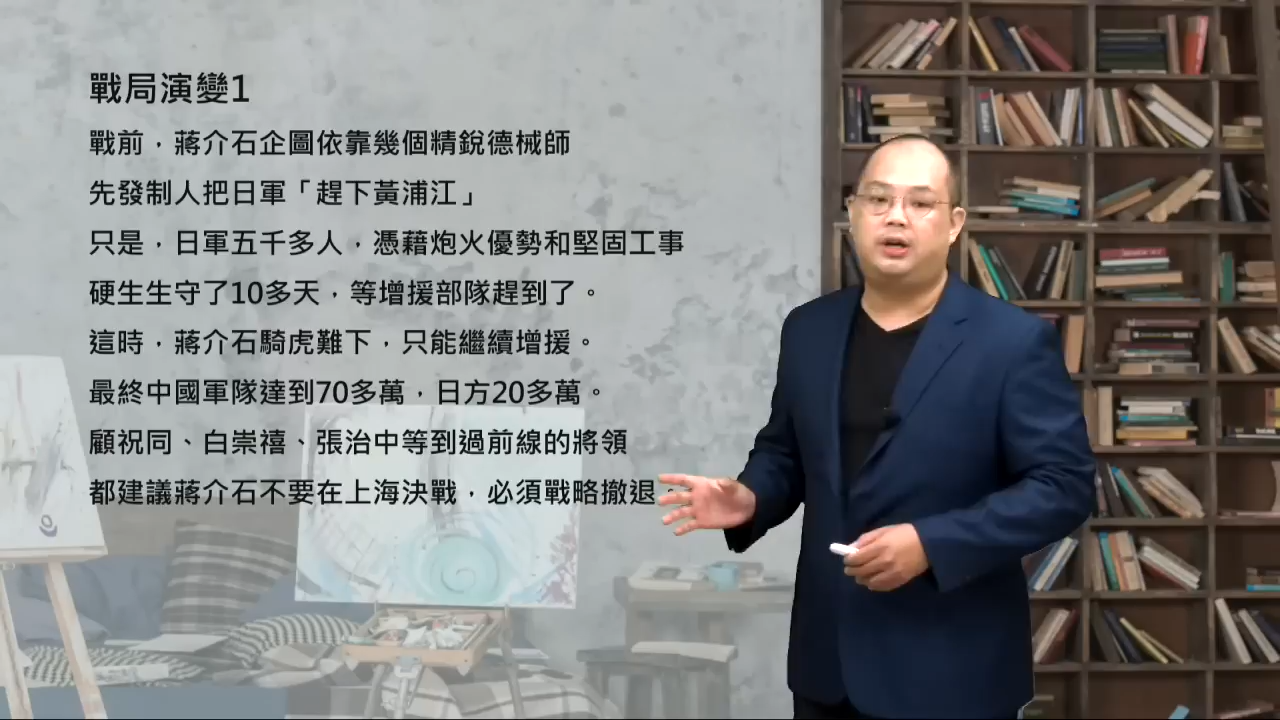 戰局演變1
戰前，蔣介石企圖依靠幾個精銳德械師
先發制人把日軍「趕下黃浦江」
只是，日軍五千多人，憑藉炮火優勢和堅固工事
硬生生守了10多天，等增援部隊趕到了。
這時，蔣介石騎虎難下，只能繼續增援。
最終中國軍隊達到70多萬，日方20多萬。
顧祝同、白崇禧、張治中等到過前線的將領
都建議蔣介石不要在上海決戰，必須戰略撤退。